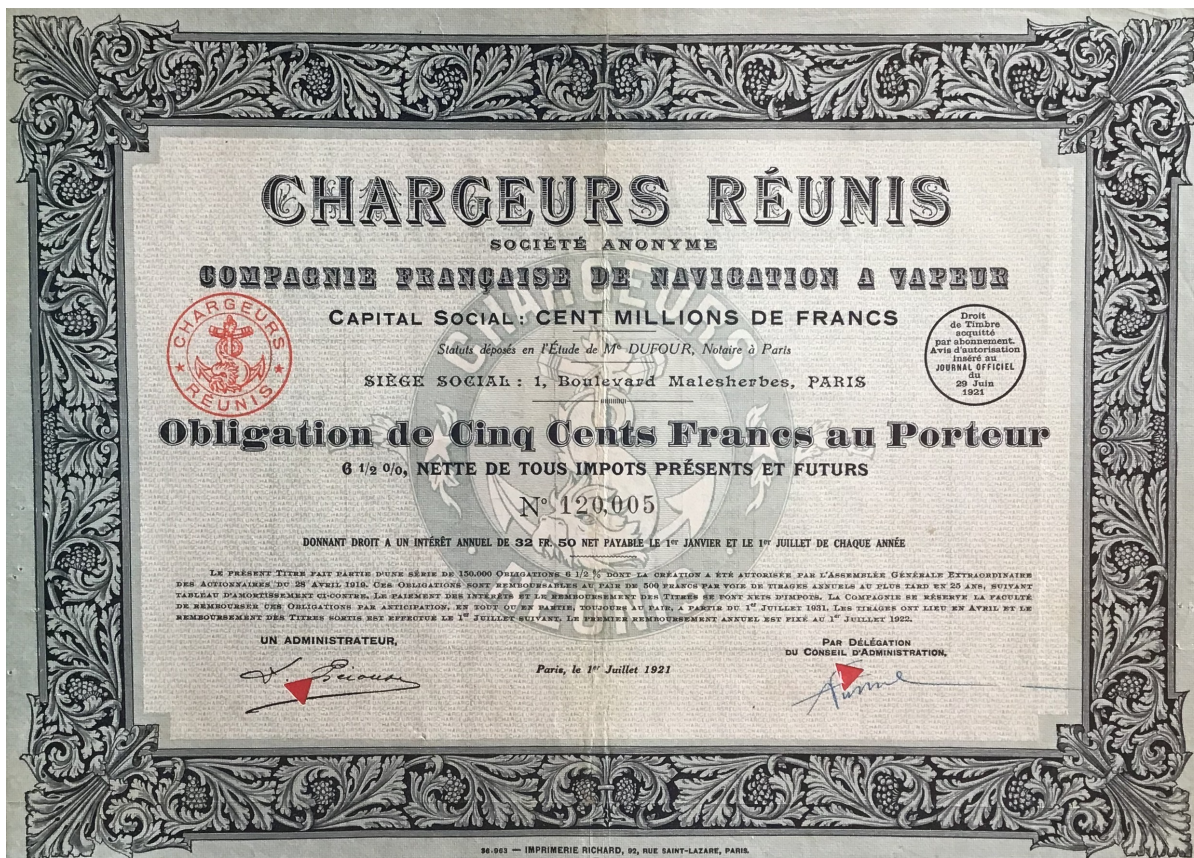 CHARGEURS RÉUNIS
SOCIÉTÉ ANONYME
COMPAGNIE FRANÇAISE DE NAVIGATION A VAPEUR
CAPITAL SOCIAL : CENT MILLIONS DE FRANCS
Statuts déposés en l'Étude de Me DUFOUR, Notaire à Paris
SIÈGE SOCIAL : 1, Boulevard Malesherbes, PARIS
CHARGEURS
RÉUNIS
Droit
de Timbre
acquitté
par abonnement.
Avis d'autorisation
inséré au
JOURNAL OFFICIEL
du
29 Juin
1921
Obligation de Cinq Cents Francs au Porteur
6 1/2 %, NETTE DE TOUS IMPOTS PRÉSENTS ET FUTURS
No 120,005
DONNANT DROIT A UN INTÉRÊT ANNUEL DE 32 FR. 50 NET PAYABLE LE 1er JANVIER ET LE 1er JUILLET DE CHAQUE ANNÉE
LE PRÉSENT TITRE FAIT PARTIE D'UNE SÉRIE DE 150.000 OBLIGATIONS 6 1/2 % DONT LA CRÉATION A ÉTÉ AUTORISÉE PAR L'ASSEMBLÉE GÉNÉRALE EXTRAORDINAIRE
DES ACTIONNAIRES DU 28 AVRIL 1919. CES OBLIGATIONS SONT REMBOURSABLES AU PAIR DE 500 FRANCS PAR VOIE DE TIRAGES ANNUELS AU PLUS TARD EN 25 ANS, SUIVANT
TABLEAU D'AMORTISSEMENT CI-CONTRE. LE PAIEMENT DES INTÉRÊTS ET LE REMBOURSEMENT DES TITRES SE FONT NETS D'IMPOTS. LA COMPAGNIE SE RÉSERVE LA FACULTÉ
DE REMBOURSER CES OBLIGATIONS PAR ANTICIPATION, EN TOUT OU EN PARTIE, TOUJOURS AU PAIR, A PARTIR DU 1er JUILLET 1931. LES TIRAGES ONT LIEU EN AVRIL ET LE
REMBOURSEMENT DES TITRES SORTIS EST EFFECTUÉ LE 1er JUILLET SUIVANT. LE PREMIER REMBOURSEMENT ANNUEL EST FIXÉ AU 1er JUILLET 1922.
UN ADMINISTRATEUR,
Paris, le 1er Juillet 1921
PAR DÉLÉGATION
DU CONSEIL D'ADMINISTRATION,
CHARGEURS
96.963 — IMPRIMERIE RICHARD, 92, RUE SAINT-LAZARE, PARIS.